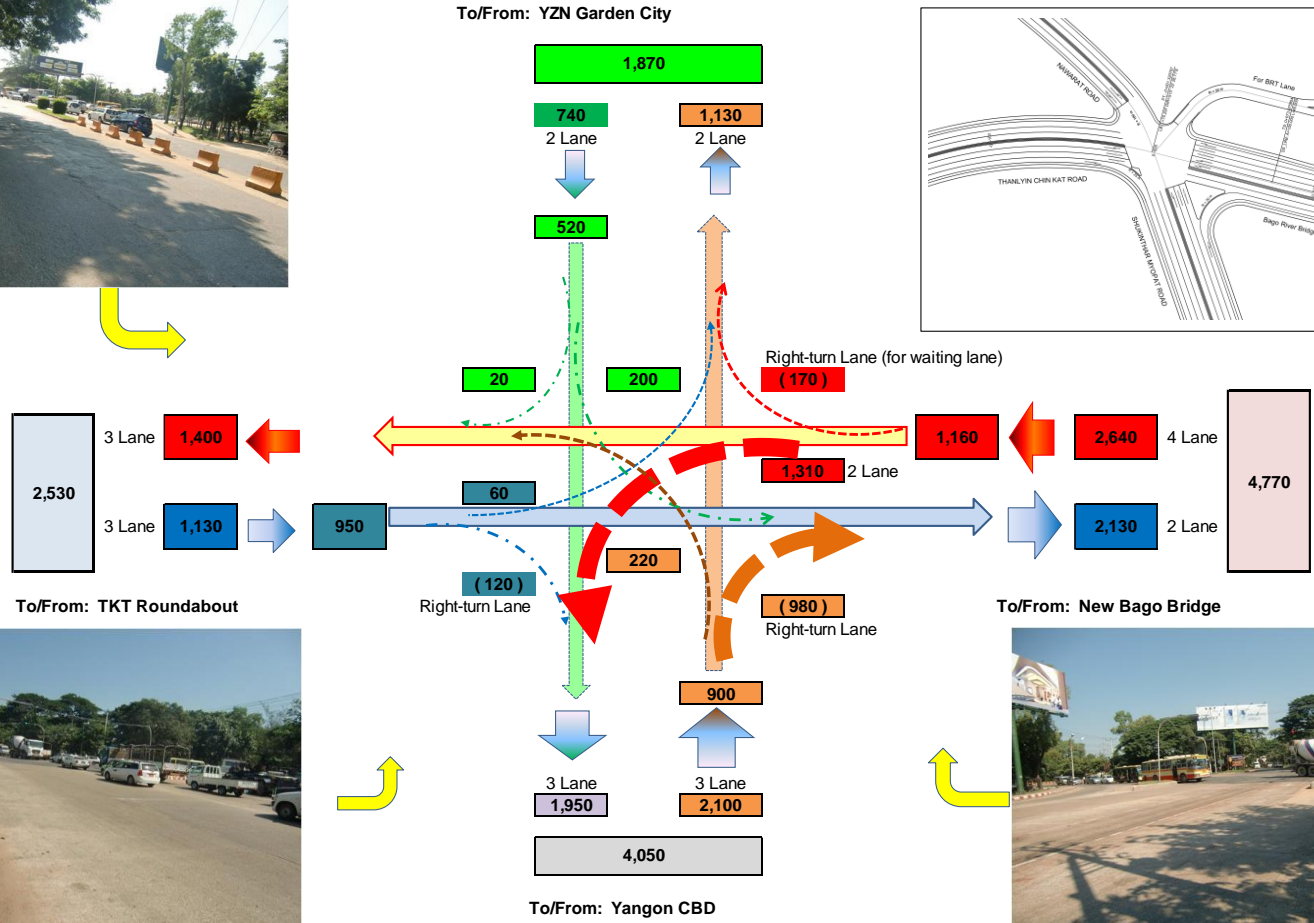 To/From: YZN Garden City
1,870
740
1,130
2 Lane
2 Lane
520
NAWARAT ROAD
For BRT Lane
THANLYIN CHIN KAT ROAD
SHUKINTHAR MYOPAT ROAD
Bago River Bridge
20
200
Right-turn Lane (for waiting lane)
( 170 )
3 Lane
1,400
1,160
2,640
4 Lane
1,310
2 Lane
2,530
4,770
60
3 Lane
1,130
950
2,130
2 Lane
220
( 120 )
Right-turn Lane
( 980 )
Right-turn Lane
To/From: TKT Roundabout
To/From: New Bago Bridge
900
3 Lane
3 Lane
1,950
2,100
4,050
To/From: Yangon CBD